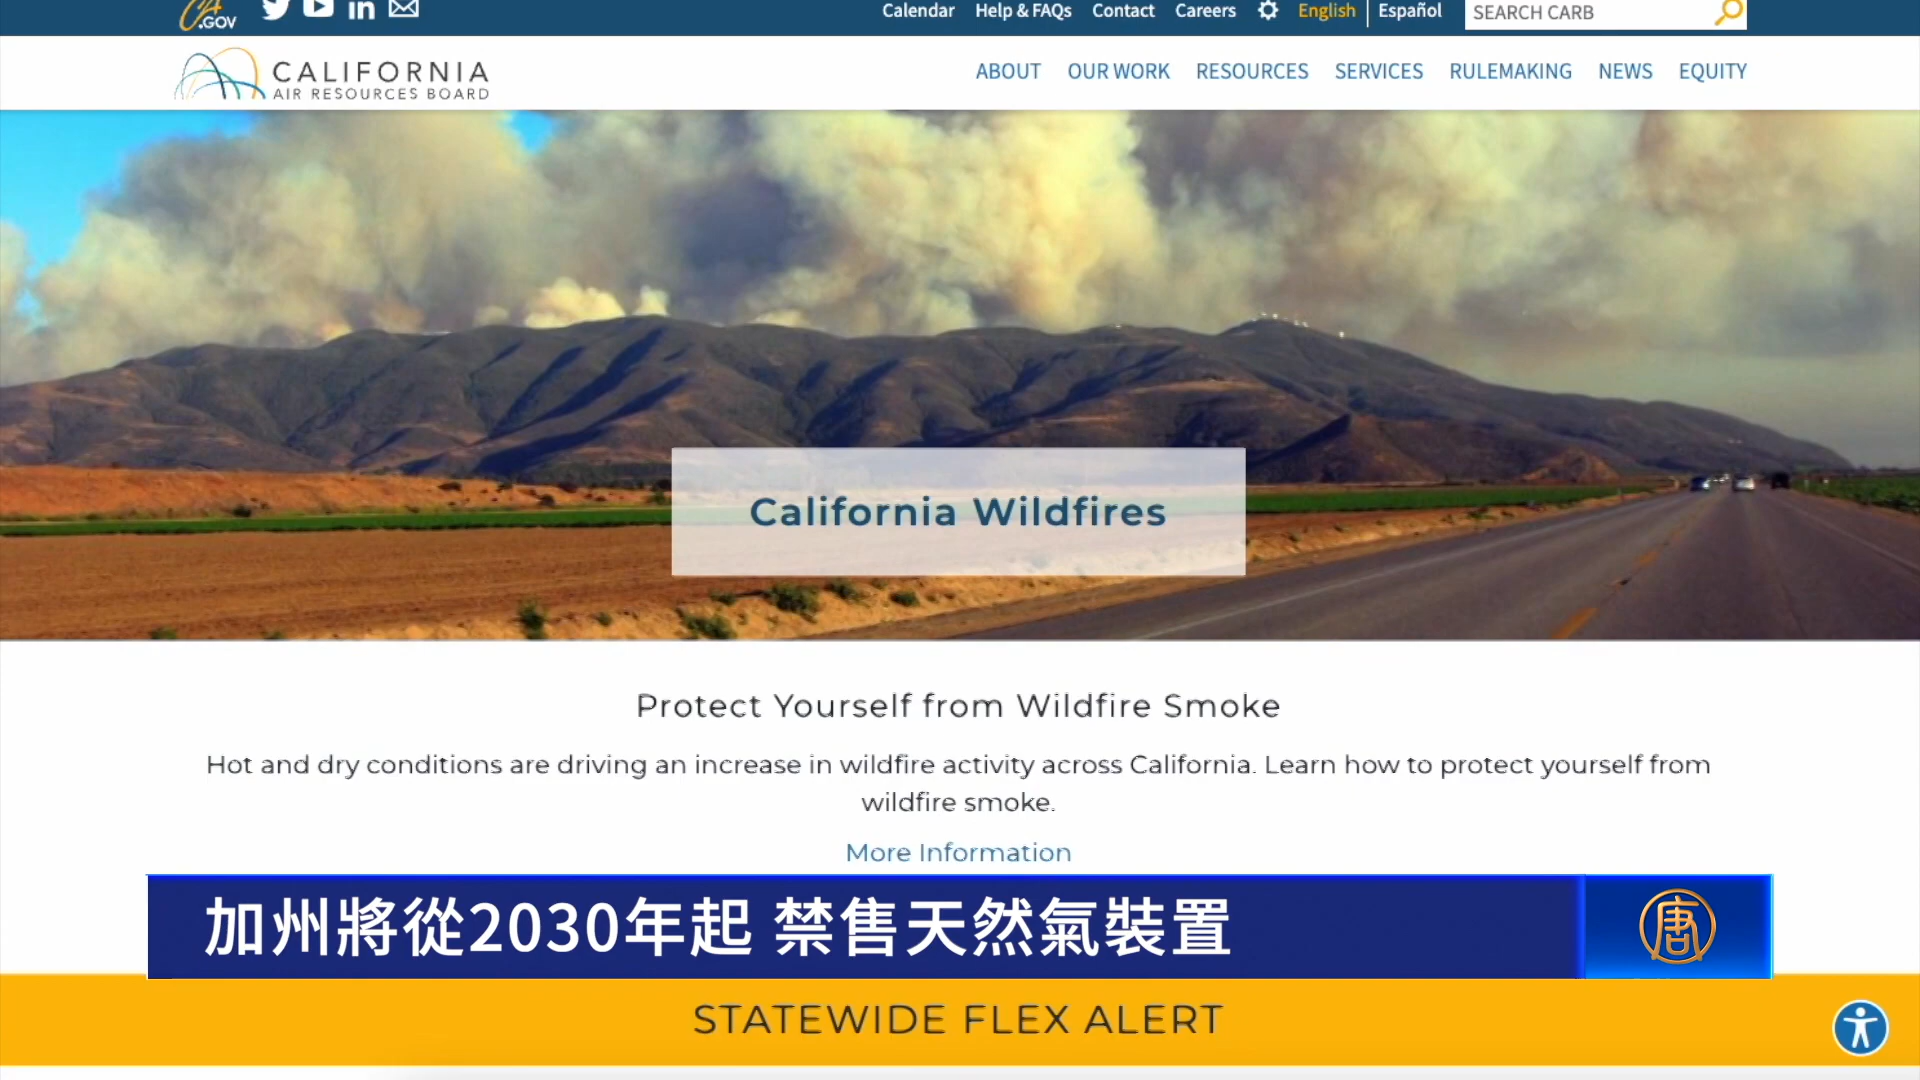 CA.GOV
Calendar Help & FAQs Contact Careers English Español SEARCH CARB
CALIFORNIA
AIR RESOURCES BOARD
ABOUT OUR WORK RESOURCES SERVICES RULEMAKING NEWS EQUITY
California Wildfires
Protect Yourself from Wildfire Smoke
Hot and dry conditions are driving an increase in wildfire activity across California. Learn how to protect yourself from
wildfire smoke.
More Information
加州將從2030年起 禁售天然氣裝置
唐
STATEWIDE FLEX ALERT